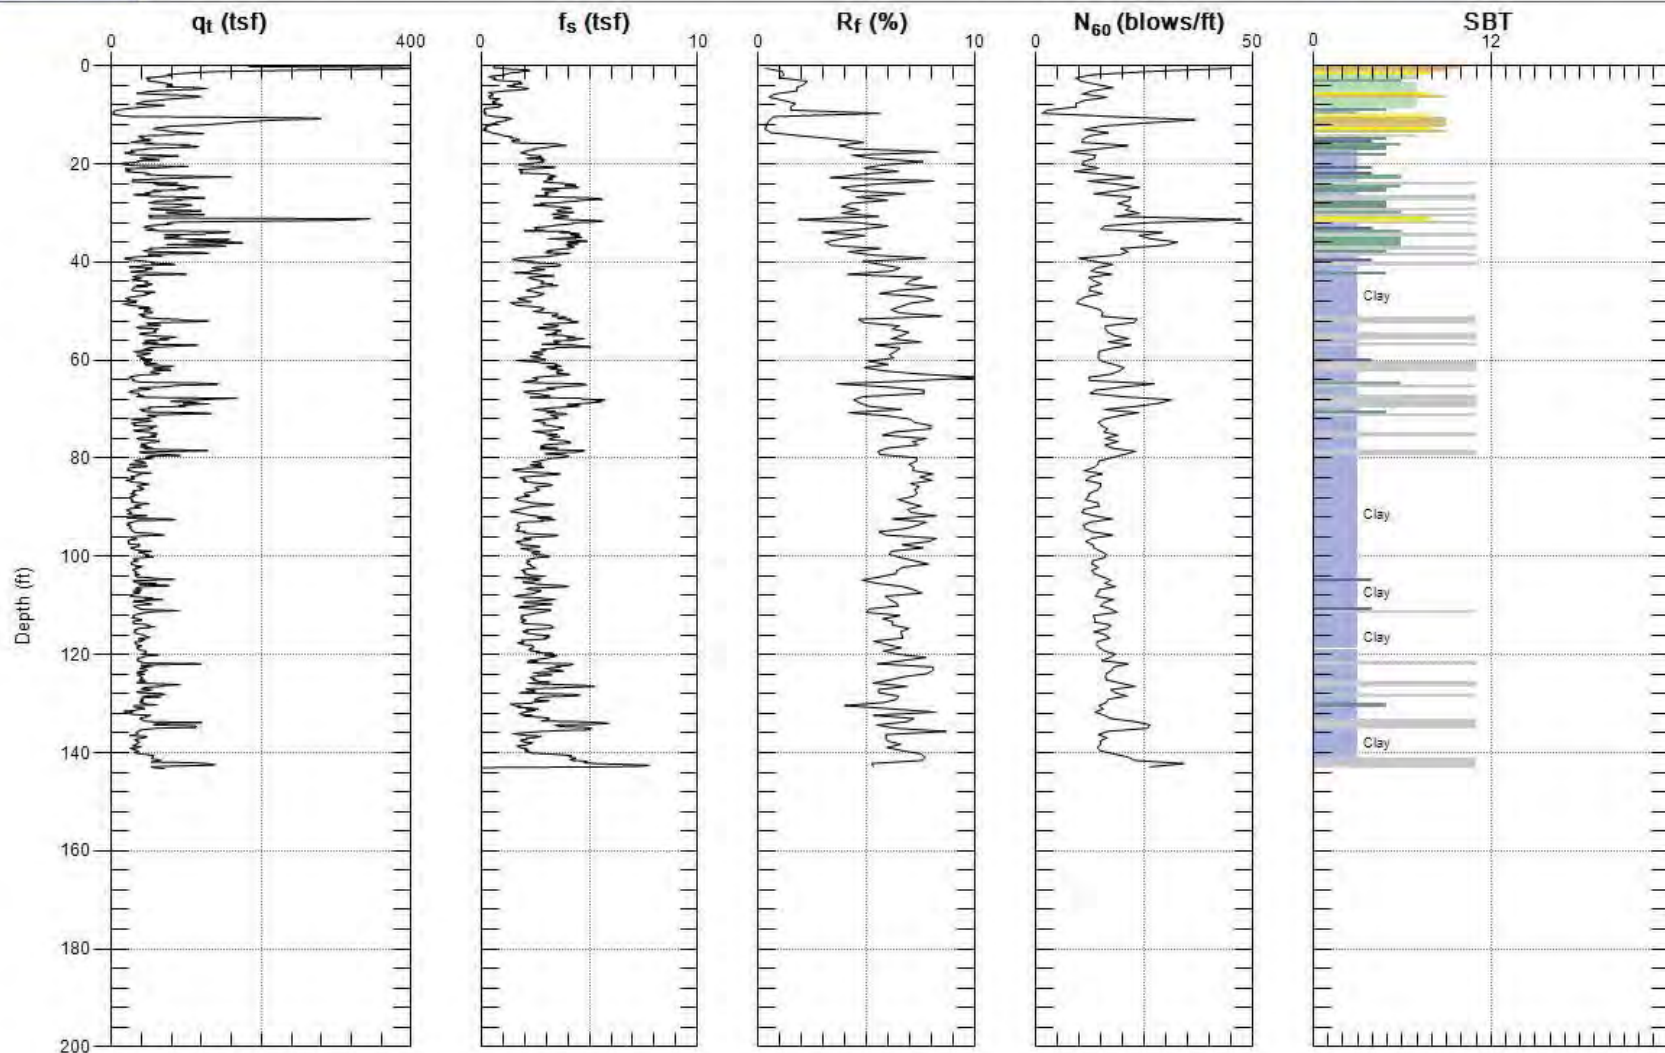 qt (tsf) fs (tsf) Rf (%) N60 (blows/ft) SBT
0 400 0 10 0 10 0 50 0 12
0
20
40
Clay
60
80
Clay
Depth (ft)
100
Clay
Clay
120
140
Clay
160
180
200